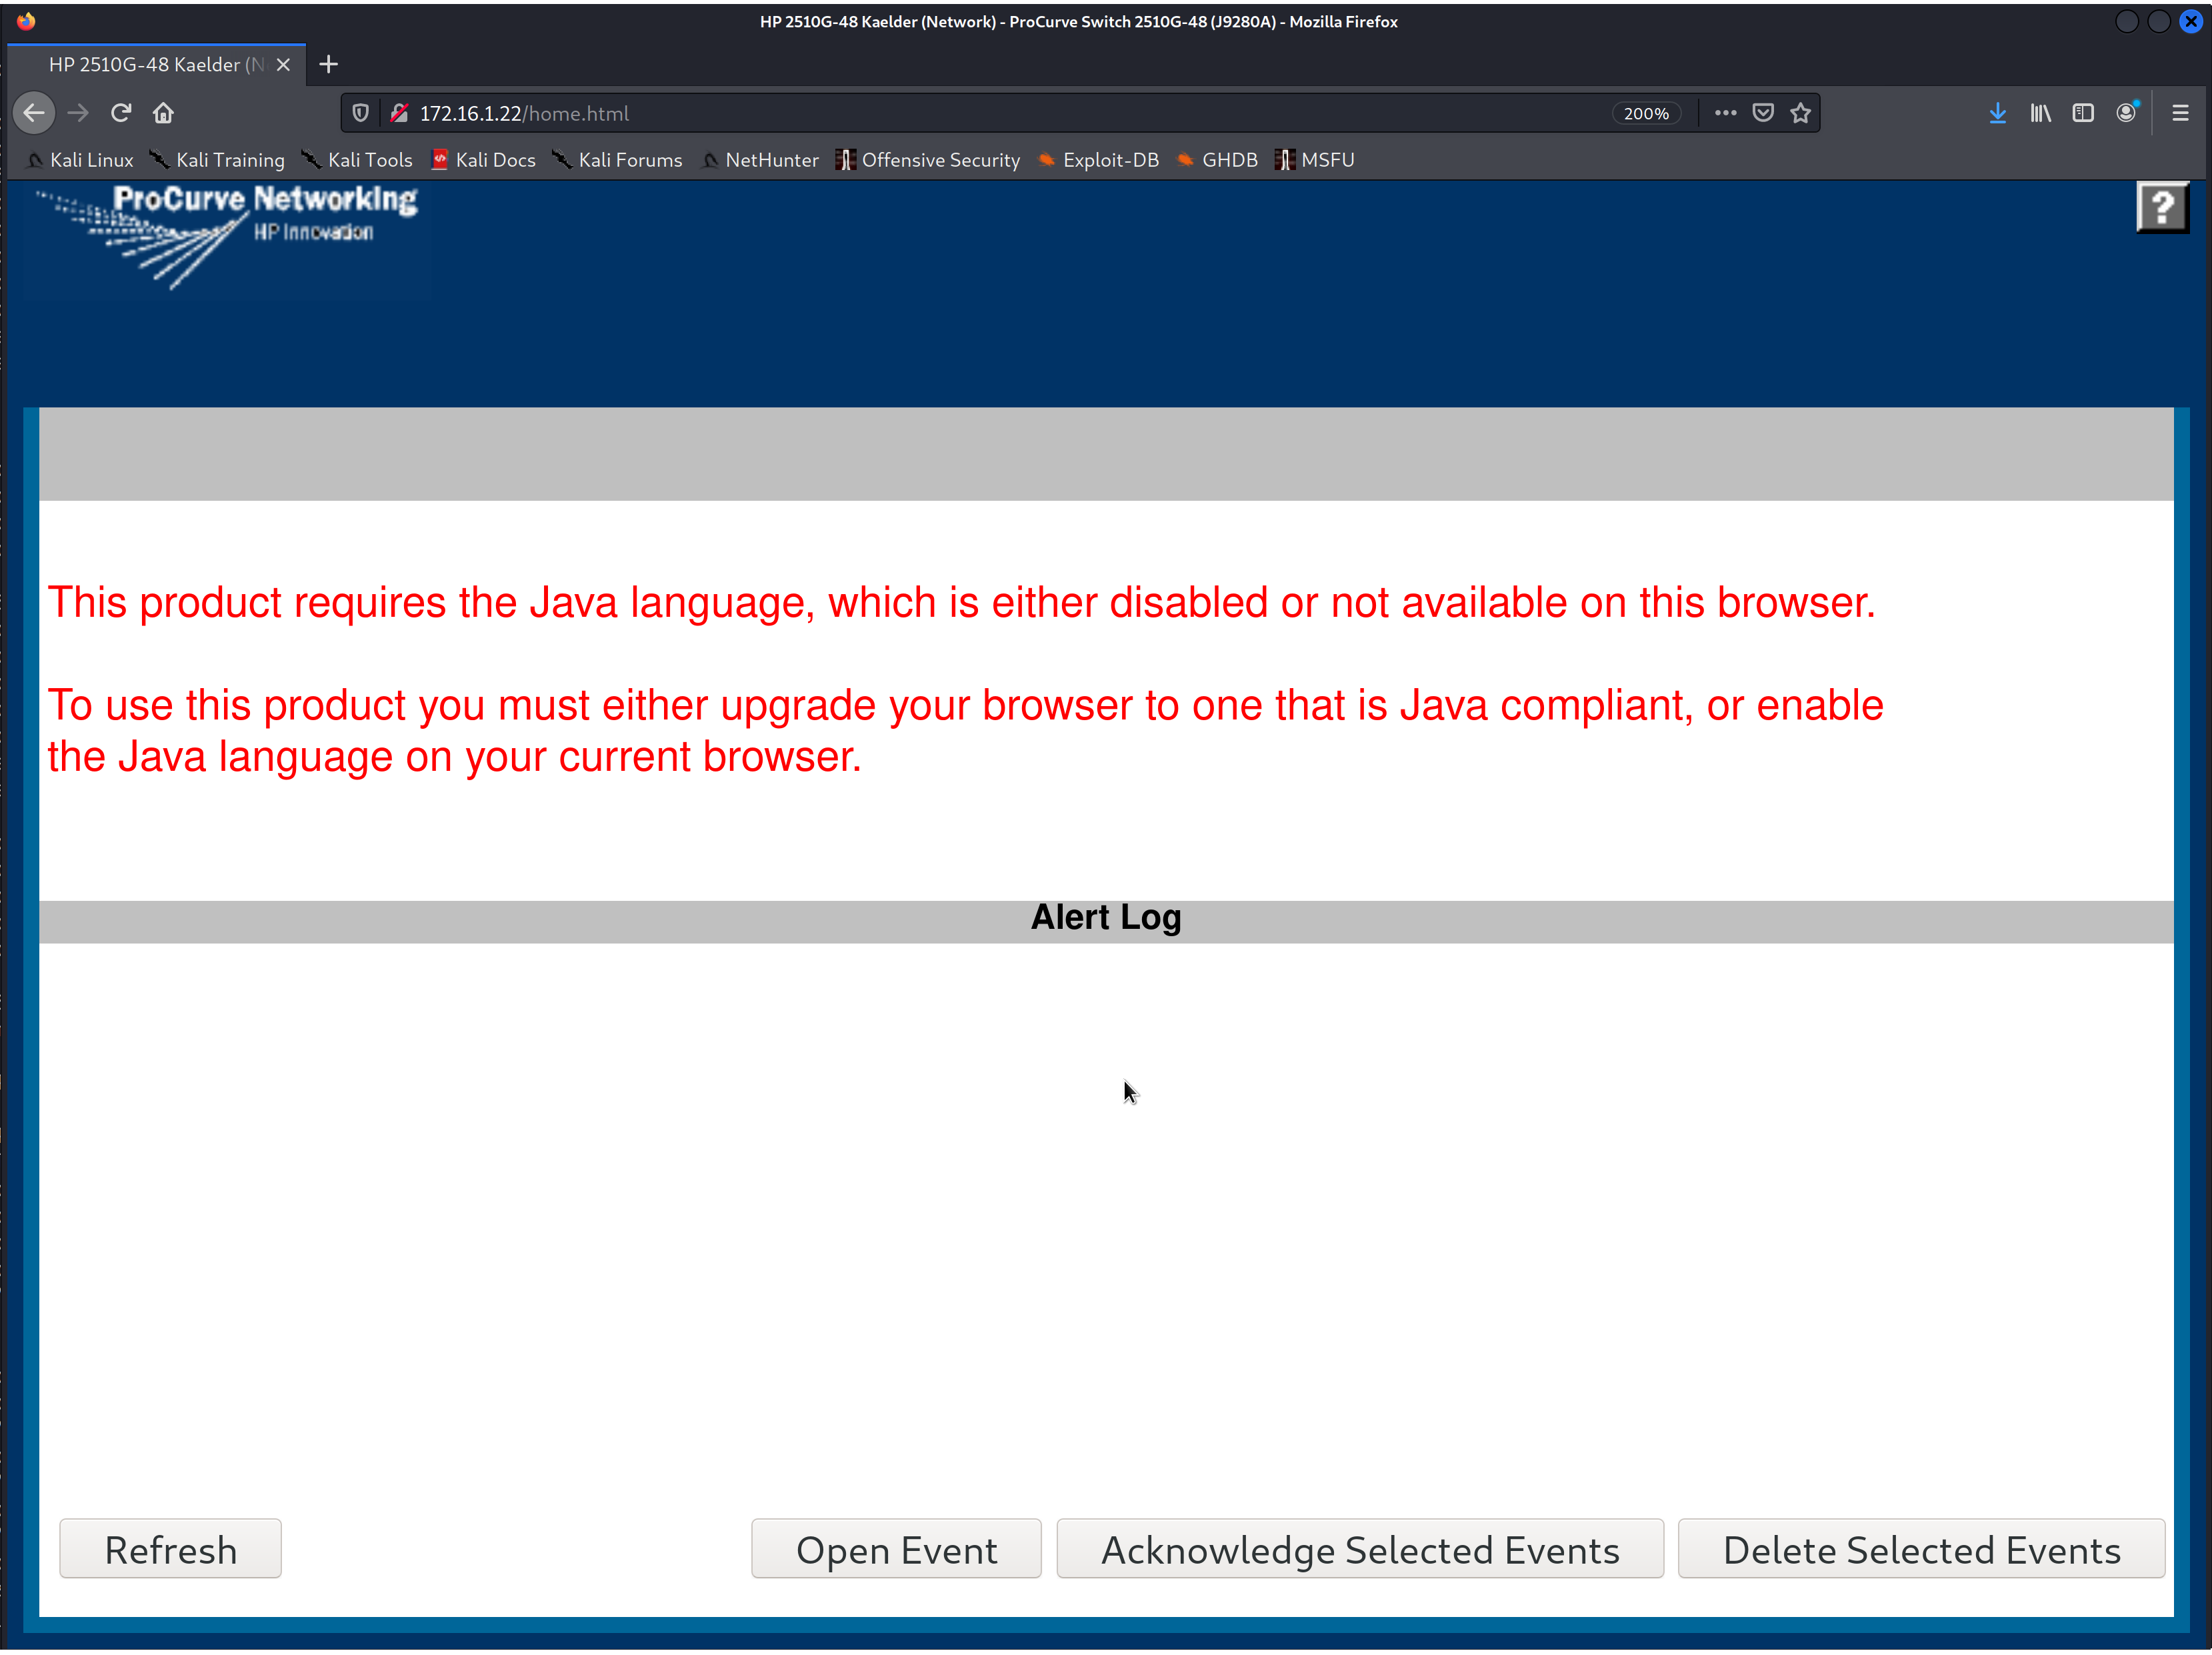 HP 2510G-48 Kaelder (Network) - ProCurve Switch 2510G-48 (J9280A) - Mozilla Firefox
HP 2510G-48 Kaelder (N
172.16.1.22/home.html
200%
Kali Linux Kali Training Kali Tools Kali Docs Kali Forums NetHunter Offensive Security Exploit-DB GHDB MSFU
ProCurve Networking
HP Innovation
?
This product requires the Java language, which is either disabled or not available on this browser.
To use this product you must either upgrade your browser to one that is Java compliant, or enable
the Java language on your current browser.
Alert Log
Refresh Open Event Acknowledge Selected Events Delete Selected Events